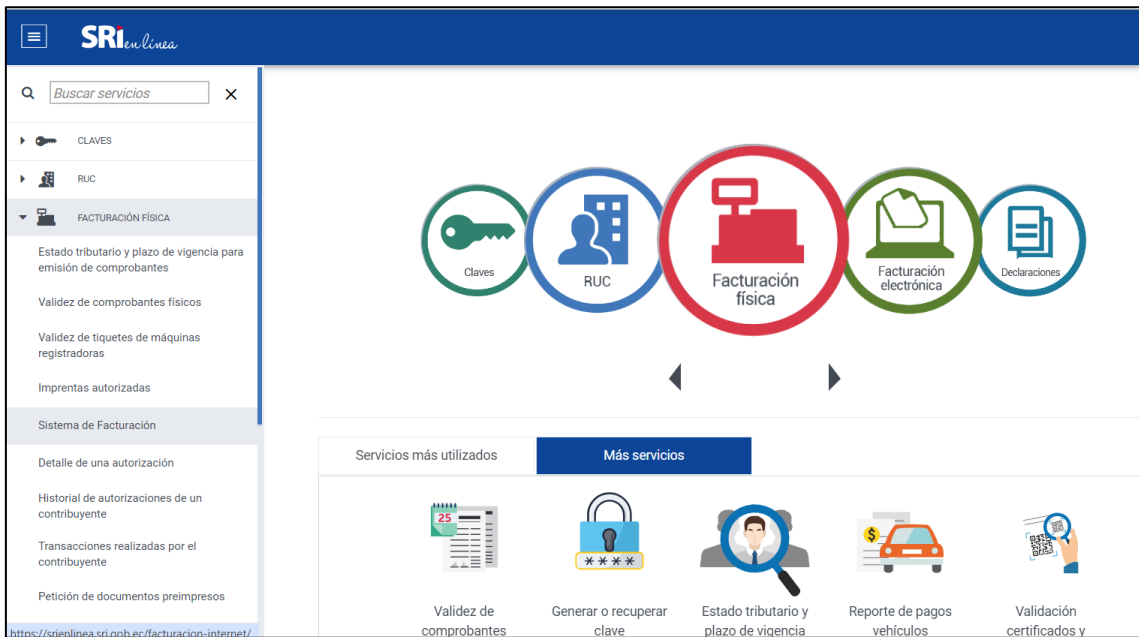 SRi en línea
Buscar servicios
CLAVES
RUC
FACTURACIÓN FÍSICA
Estado tributario y plazo de vigencia para
emisión de comprobantes
Validez de comprobantes físicos
Validez de tiquetes de máquinas
registradoras
Imprentas autorizadas
Sistema de Facturación
Detalle de una autorización
Historial de autorizaciones de un
contribuyente
Transacciones realizadas por el
contribuyente
Petición de documentos preimpresos
https://srienlinea.sri.gob.ec/facturacion-internet/
Claves
RUC
Facturación
física
Facturación
electrónica
Declaraciones
Servicios más utilizados
Más servicios
25
****
$
Validez de
comprobantes
Generar o recuperar
clave
Estado tributario y
plazo de vigencia
Reporte de pagos
vehículos
Validación
certificados y